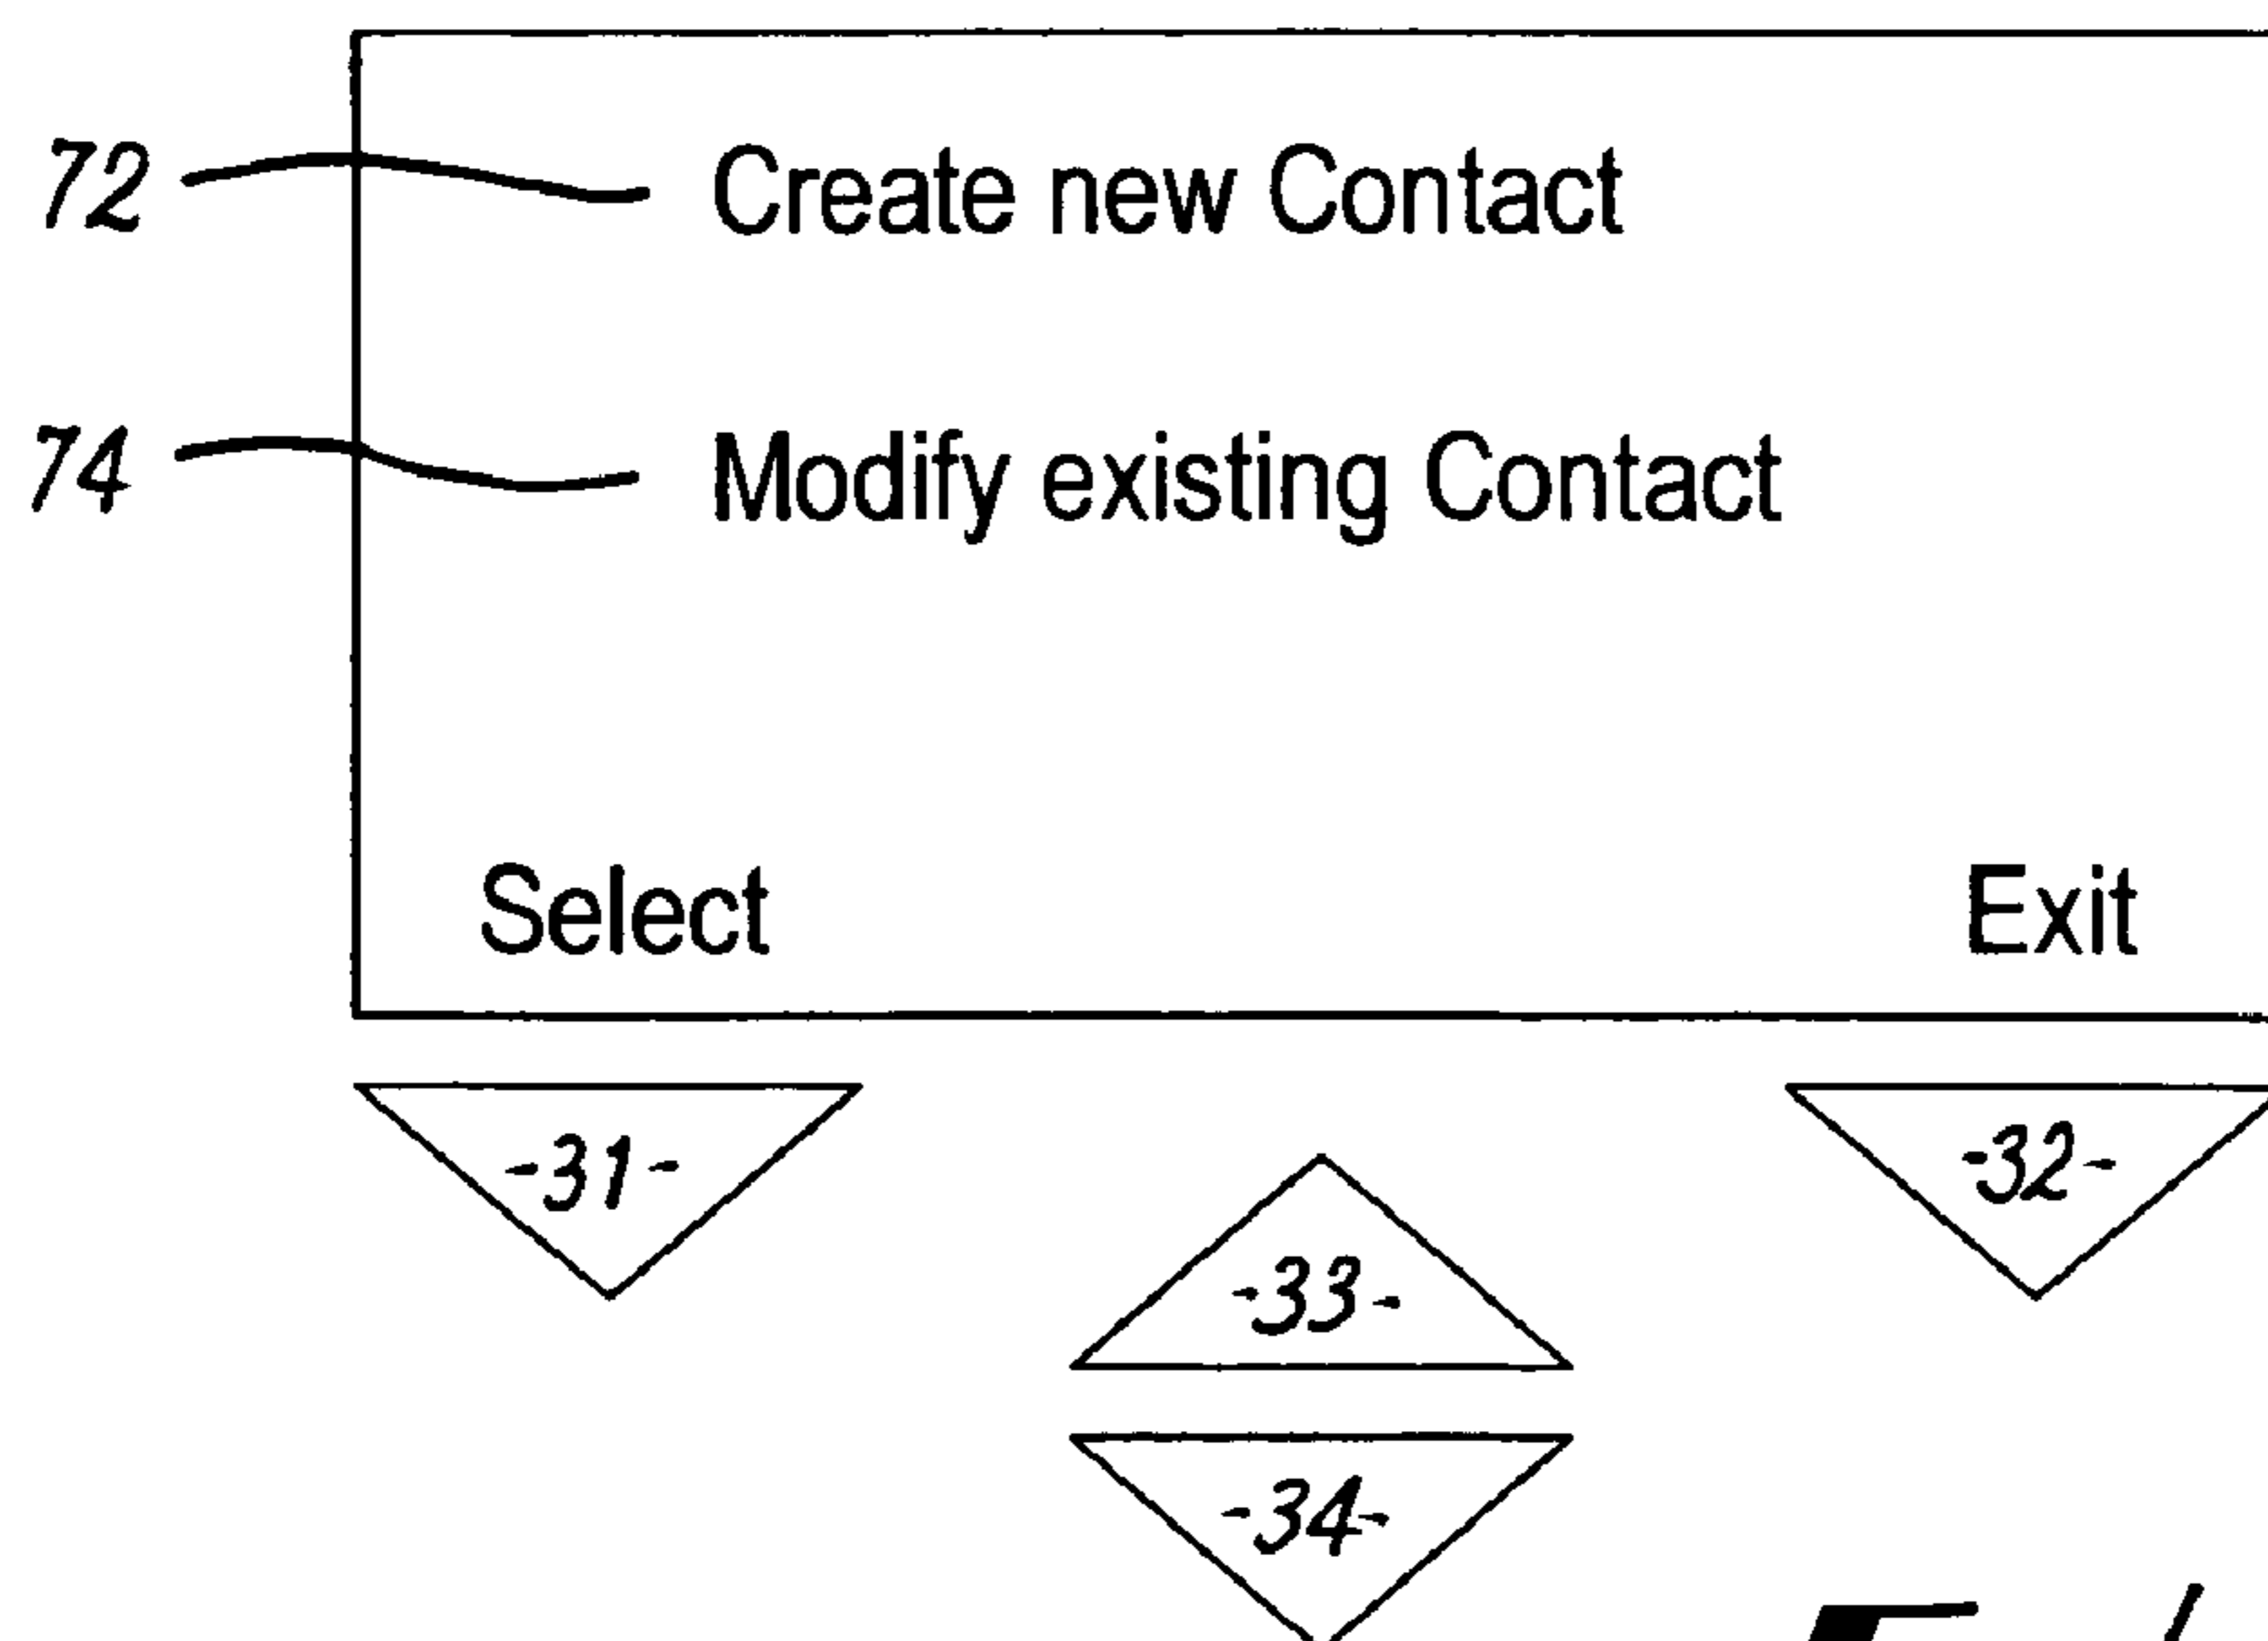 72 Create new Contact
74 Modify existing Contact
Select Exit
-31- -32-
-33-
-34-